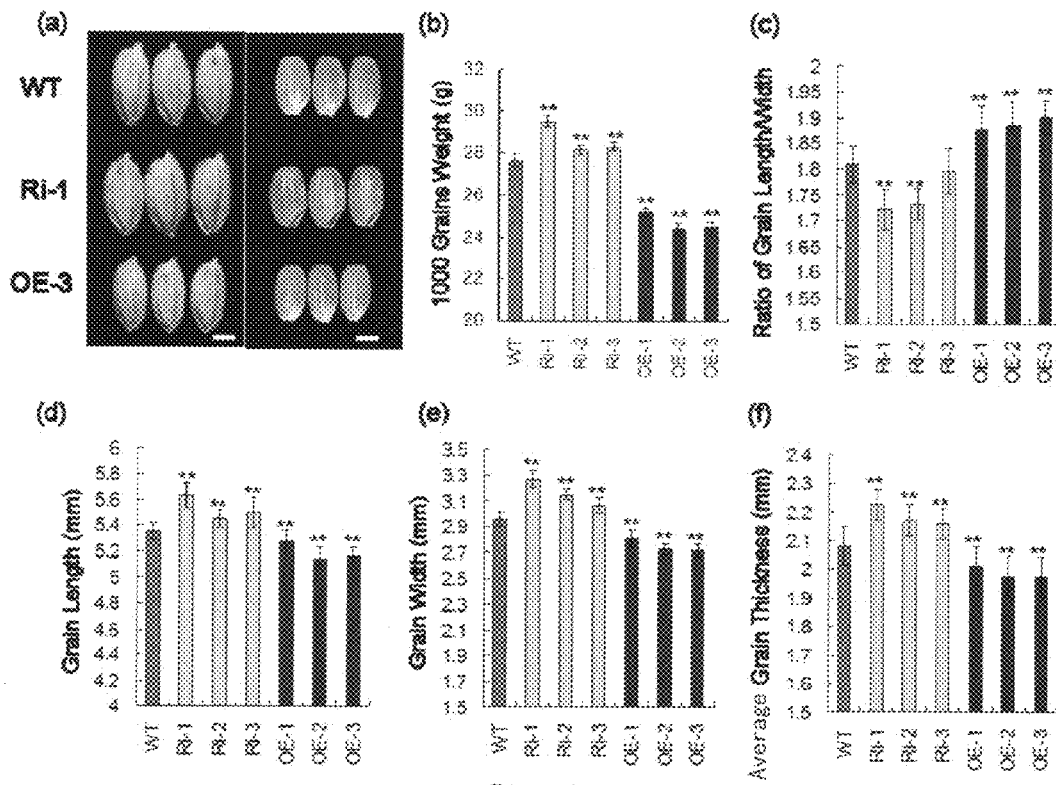 (a)
WT
Ri-1
OE-3
(b)
1000 Grains Weight (g)
32
30
28
26
24
22
20
**
**
**
**
**
**
WT
Ri-1
Ri-2
Ri-3
OE-1
OE-2
OE-3
(c)
Ratio of Grain Length/Width
2
1.95
1.9
1.85
1.8
1.75
1.7
1.65
1.6
1.55
1.5
**
**
**
**
**
WT
Ri-1
Ri-2
Ri-3
OE-1
OE-2
OE-3
(d)
Grain Length (mm)
6
5.8
5.6
5.4
5.2
5
4.8
4.6
4.4
4.2
4
**
**
**
**
**
**
WT
Ri-1
Ri-2
Ri-3
OE-1
OE-2
OE-3
(e)
Grain Width (mm)
3.5
3.3
3.1
2.9
2.7
2.5
2.3
2.1
1.9
1.7
1.5
**
**
**
**
**
**
WT
Ri-1
Ri-2
Ri-3
OE-1
OE-2
OE-3
(f)
Average Grain Thickness (mm)
2.4
2.3
2.2
2.1
2
1.9
1.8
1.7
1.6
1.5
**
**
**
**
**
**
WT
Ri-1
Ri-2
Ri-3
OE-1
OE-2
OE-3